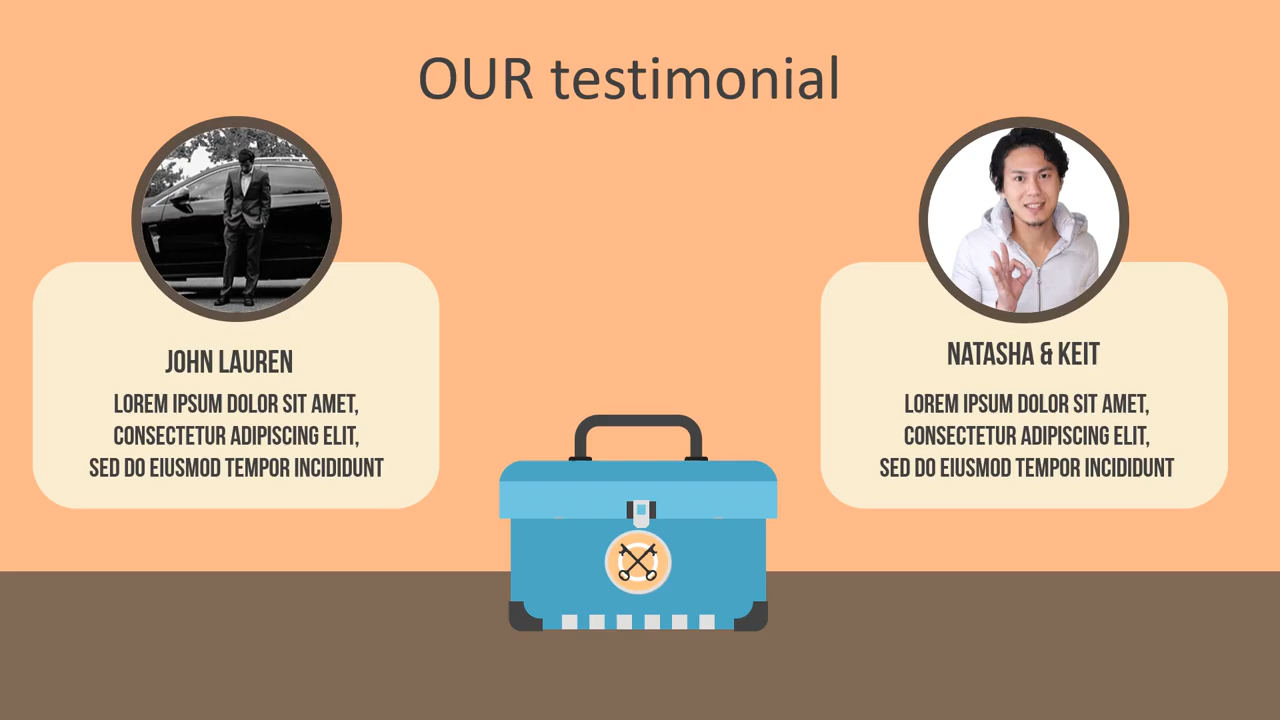 OUR testimonial
JOHN LAUREN
LOREM IPSUM DOLOR SIT AMET,
CONSECTETUR ADIPISCING ELIT,
SED DO EIUSMOD TEMPOR INCIDIDUNT
NATASHA & KEIT
LOREM IPSUM DOLOR SIT AMET,
CONSECTETUR ADIPISCING ELIT,
SED DO EIUSMOD TEMPOR INCIDIDUNT